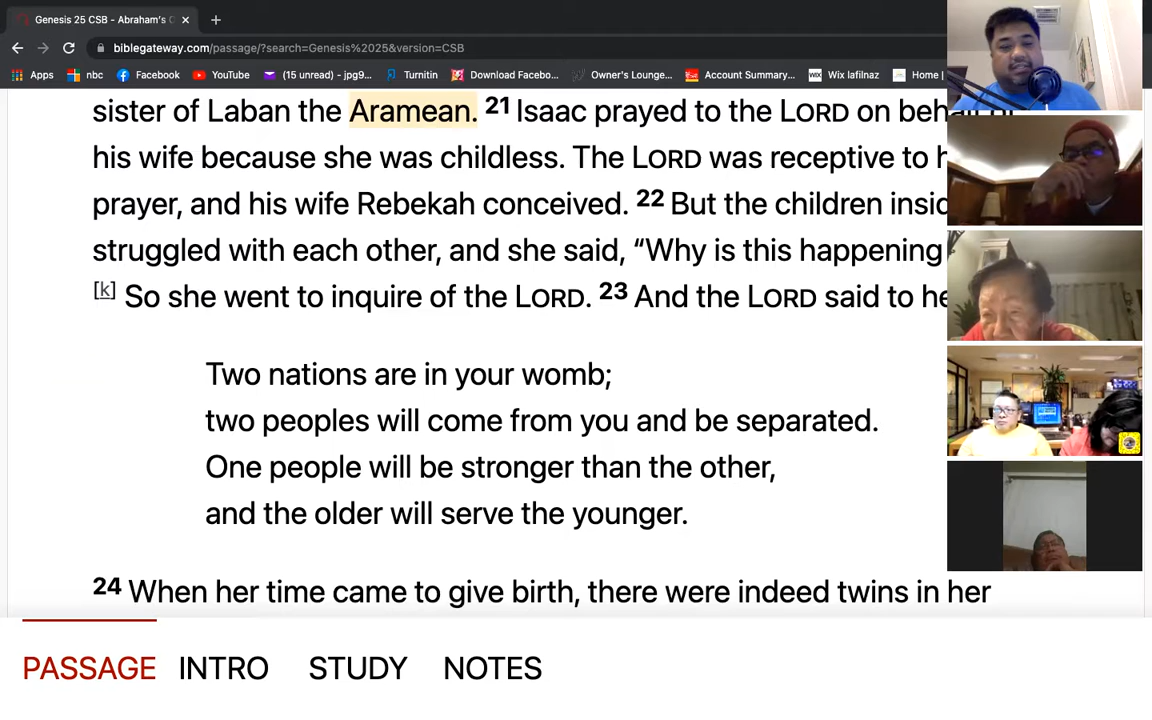 Genesis 25 CSB - Abraham's
biblegateway.com/passage/?search=Genesis%2025&version=CSB
Apps nbc Facebook YouTube (15 unread) - jpg9... Turnitin Download Facebo... Owner's Lounge... Account Summary... WIX Wix lafilnaz Home |
sister of Laban the Aramean. 21 Isaac prayed to the LORD on behalf of
his wife because she was childless. The LORD was receptive to h
prayer, and his wife Rebekah conceived. 22 But the children insid
struggled with each other, and she said, “Why is this happening
[k] So she went to inquire of the LORD. 23 And the LORD said to he
Two nations are in your womb;
two peoples will come from you and be separated.
One people will be stronger than the other,
and the older will serve the younger.
24 When her time came to give birth, there were indeed twins in her
PASSAGE INTRO STUDY NOTES